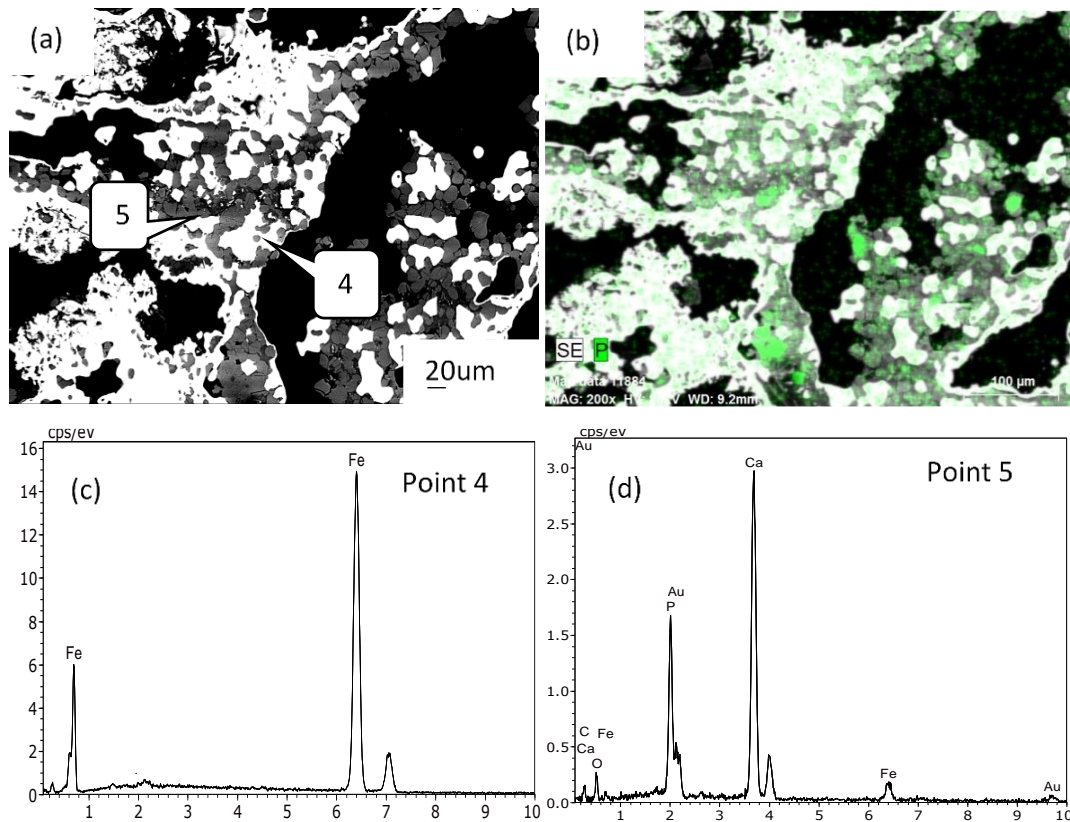 (a)
5
4
20um
(b)
SE P
MAG: 200x
WD: 9.2mm
100 µm
cps/ev
16
14
12
10
8
6
4
2
0
(c)
Fe
Fe
Point 4
1 2 3 4 5 6 7 8 9 10
cps/ev
Au
3.0
2.5
2.0
1.5
1.0
0.5
0.0
(d)
Ca
Point 5
Au
P
C Fe
Ca
O
Fe
Au
1 2 3 4 5 6 7 8 9 10